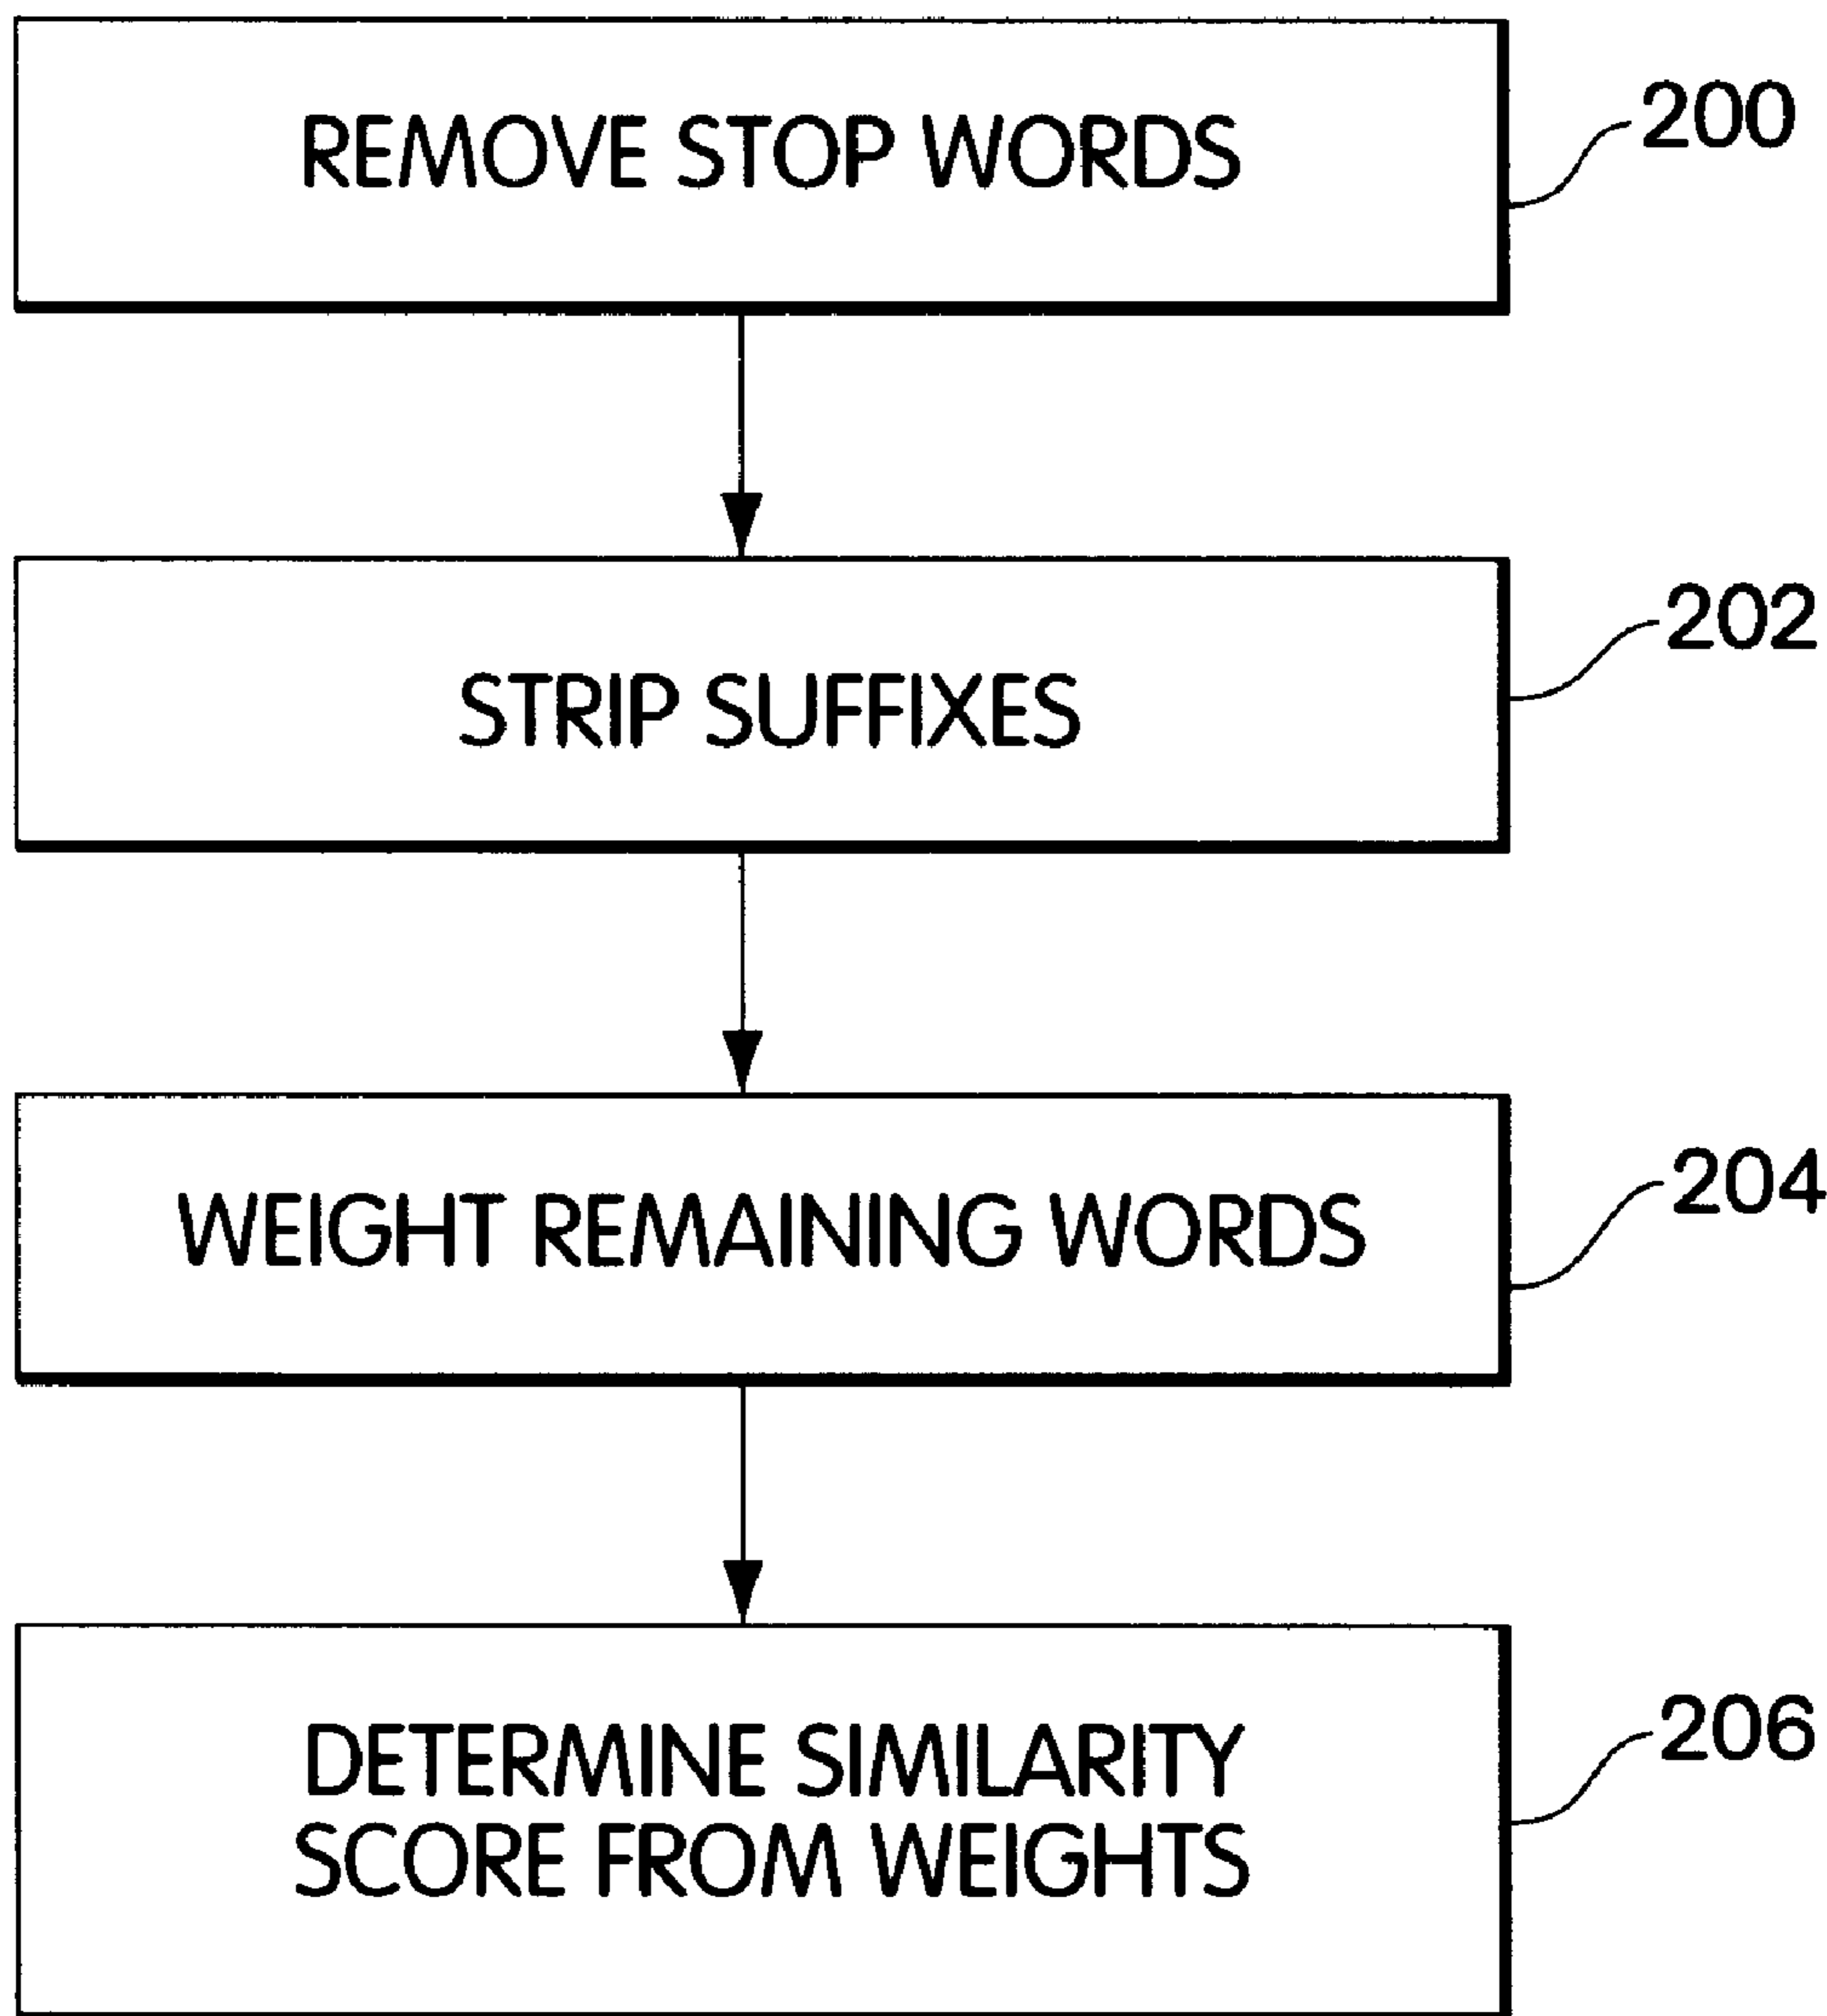 REMOVE STOP WORDS
200
STRIP SUFFIXES
202
WEIGHT REMAINING WORDS
204
DETERMINE SIMILARITY
SCORE FROM WEIGHTS
206